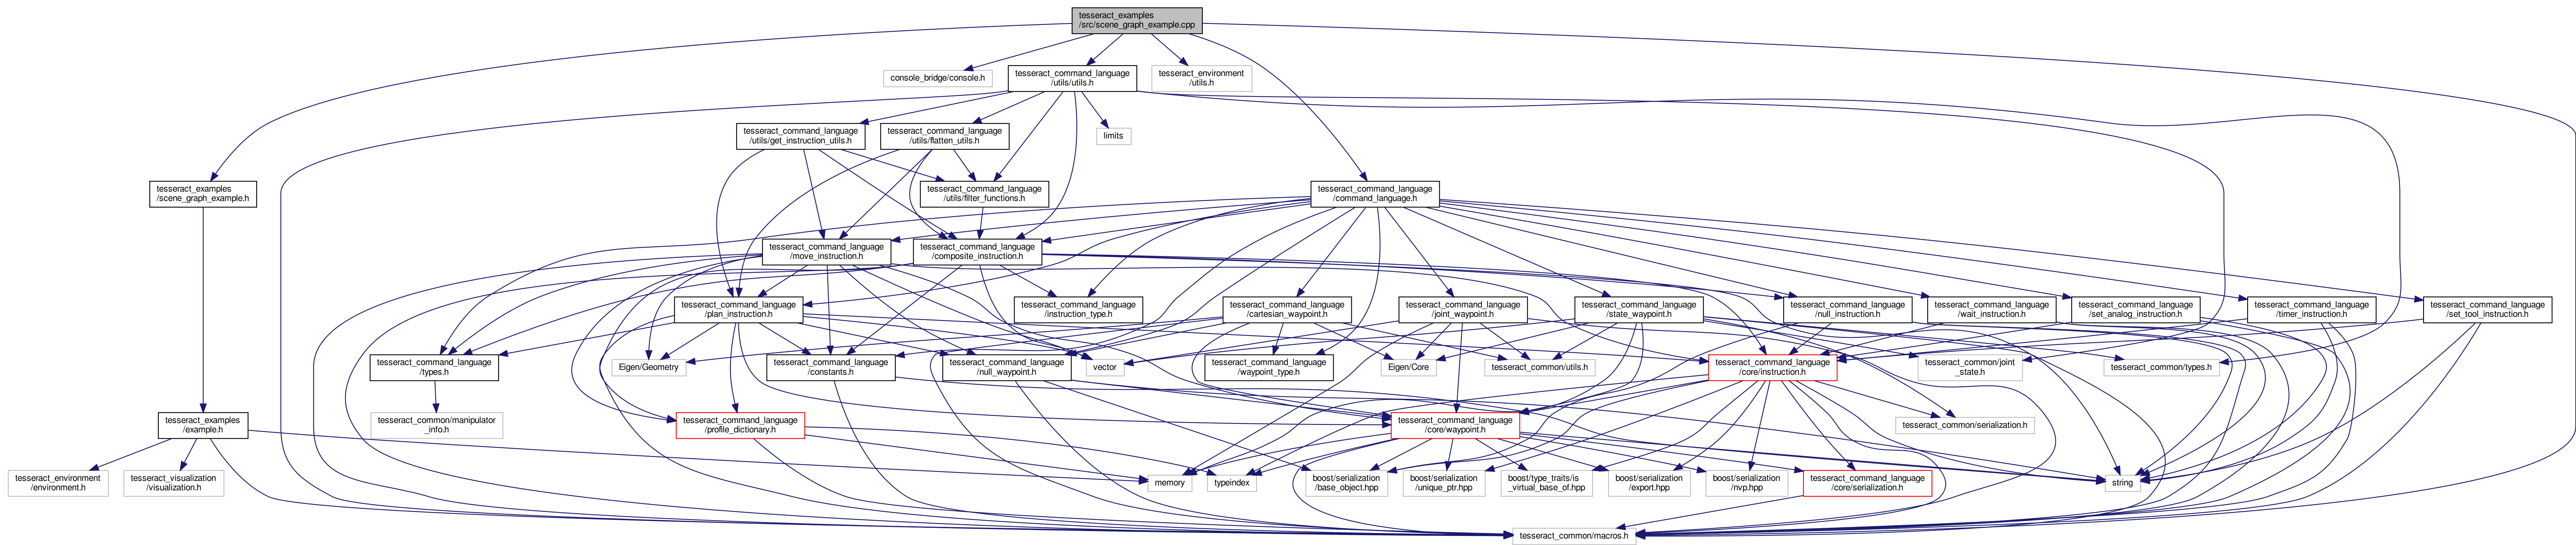 tesseract_examples
/src/scene_graph_example.cpp
console_bridge/console.h
tesseract_command_language
/utils/utils.h
tesseract_environment
/utils.h
tesseract_command_language
/utils/get_instruction_utils.h
tesseract_command_language
/utils/flatten_utils.h
limits
tesseract_examples
/scene_graph_example.h
tesseract_command_language
/utils/filter_functions.h
tesseract_command_language
/command_language.h
tesseract_command_language
/move_instruction.h
tesseract_command_language
/composite_instruction.h
tesseract_command_language
/plan_instruction.h
tesseract_command_language
/instruction_type.h
tesseract_command_language
/cartesian_waypoint.h
tesseract_command_language
/joint_waypoint.h
tesseract_command_language
/state_waypoint.h
tesseract_command_language
/null_instruction.h
tesseract_command_language
/wait_instruction.h
tesseract_command_language
/set_analog_instruction.h
tesseract_command_language
/timer_instruction.h
tesseract_command_language
/set_tool_instruction.h
tesseract_command_language
/types.h
Eigen/Geometry
tesseract_command_language
/constants.h
tesseract_command_language
/null_waypoint.h
vector
tesseract_command_language
/waypoint_type.h
Eigen/Core
tesseract_common/utils.h
tesseract_command_language
/core/instruction.h
tesseract_common/joint
_state.h
tesseract_common/types.h
tesseract_examples
/example.h
tesseract_common/manipulator
_info.h
tesseract_command_language
/profile_dictionary.h
tesseract_command_language
/core/waypoint.h
tesseract_common/serialization.h
tesseract_environment
/environment.h
tesseract_visualization
/visualization.h
memory
typeindex
boost/serialization
/base_object.hpp
boost/serialization
/unique_ptr.hpp
boost/type_traits/is
_virtual_base_of.hpp
boost/serialization
/export.hpp
boost/serialization
/nvp.hpp
tesseract_command_language
/core/serialization.h
string
tesseract_common/macros.h